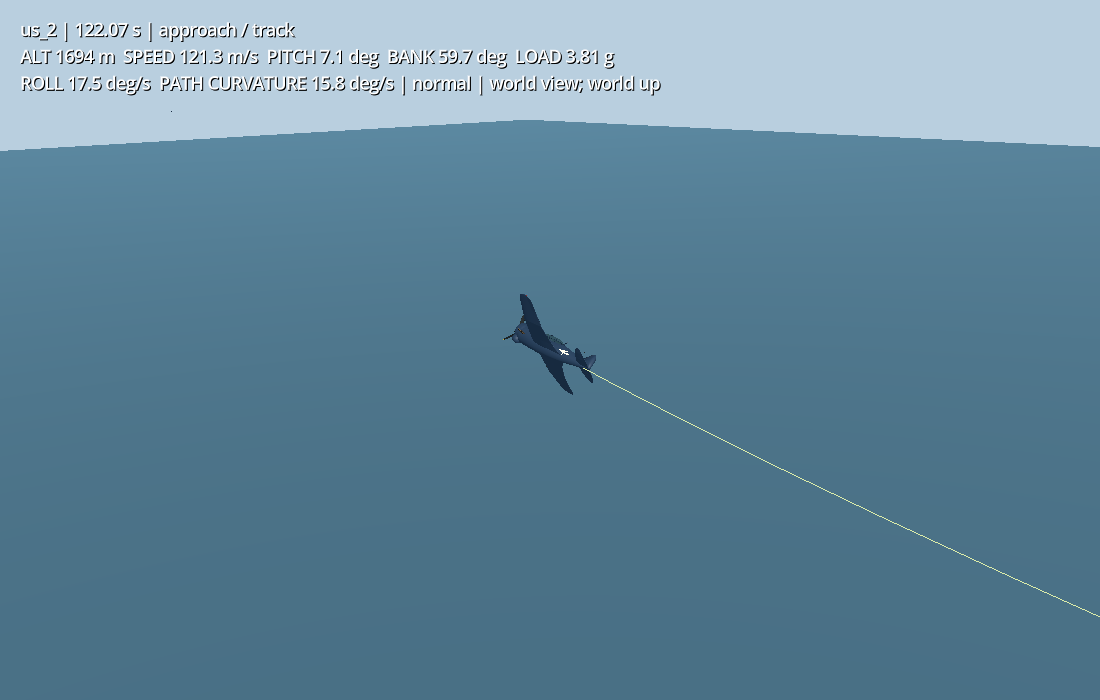 us_2 | 122.07 s | approach / track
ALT 1694 m  SPEED 121.3 m/s  PITCH 7.1 deg  BANK 59.7 deg  LOAD 3.81 g
ROLL 17.5 deg/s  PATH CURVATURE 15.8 deg/s | normal | world view; world up